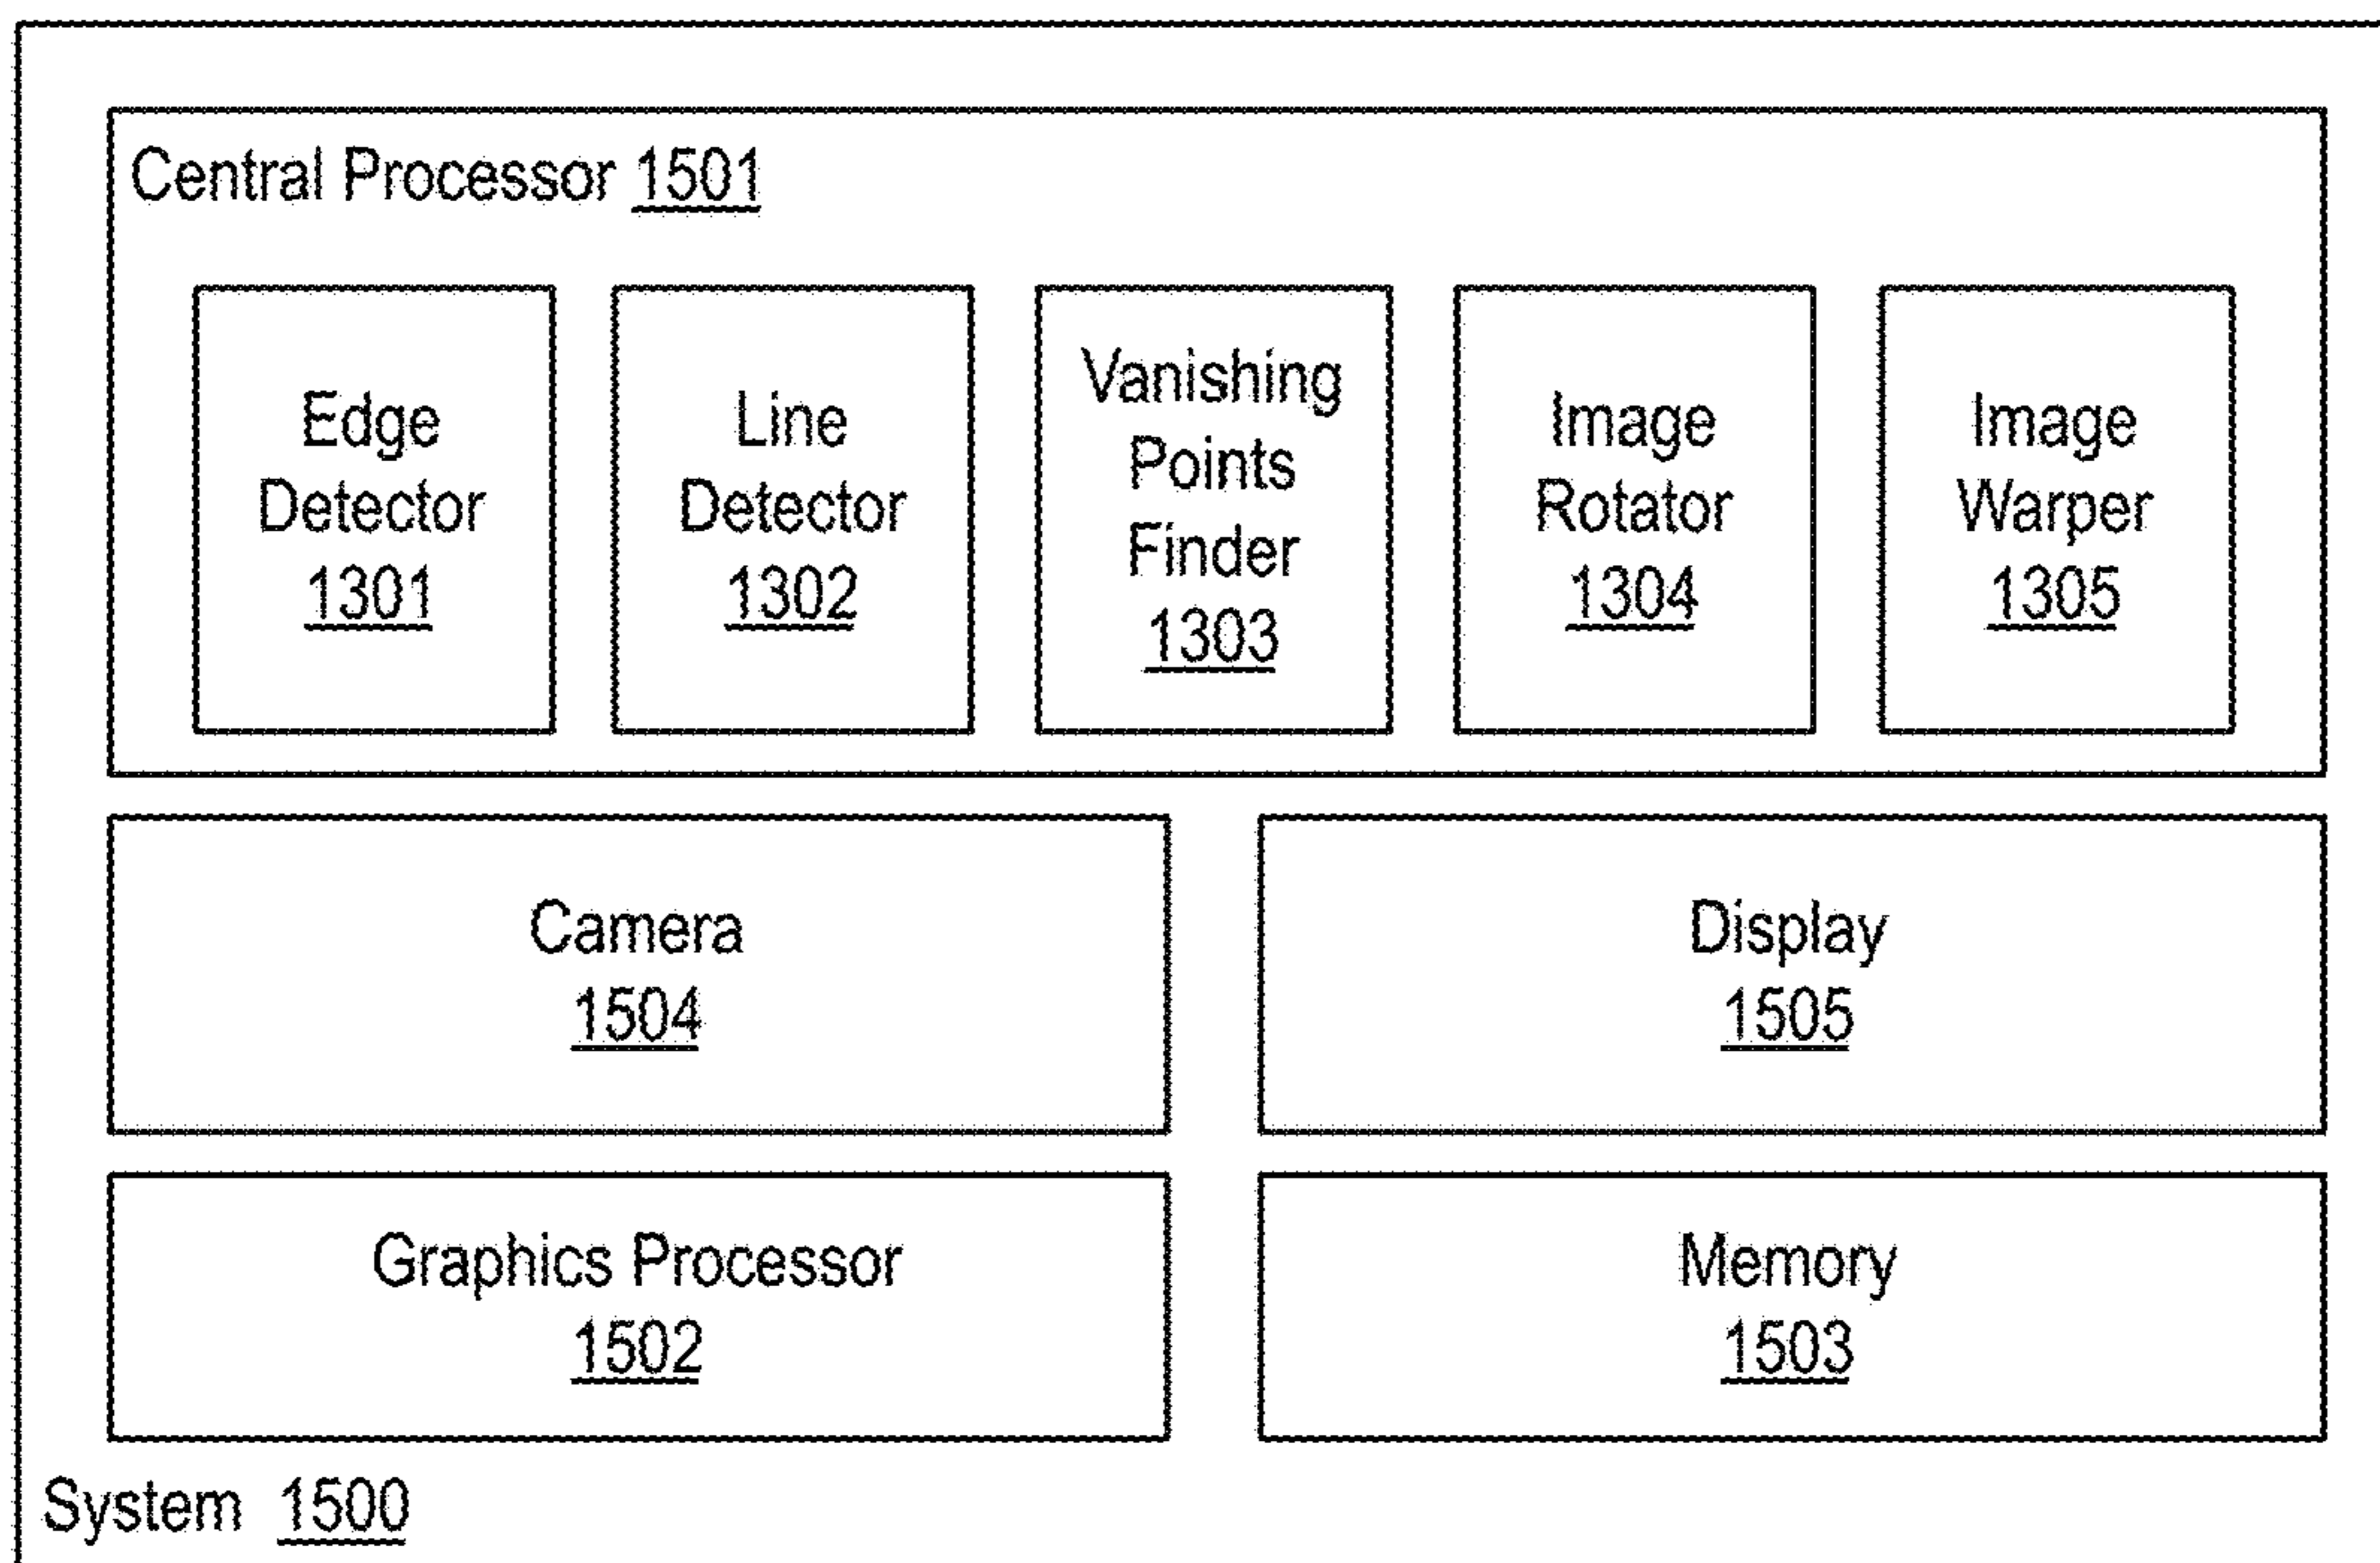 Central Processor 1501
Edge
Detector
1301
Line
Detector
1302
Vanishing
Points
Finder
1303
Image
Rotator
1304
Image
Warper
1305
Camera
1504
Display
1505
Graphics Processor
1502
Memory
1503
System 1500